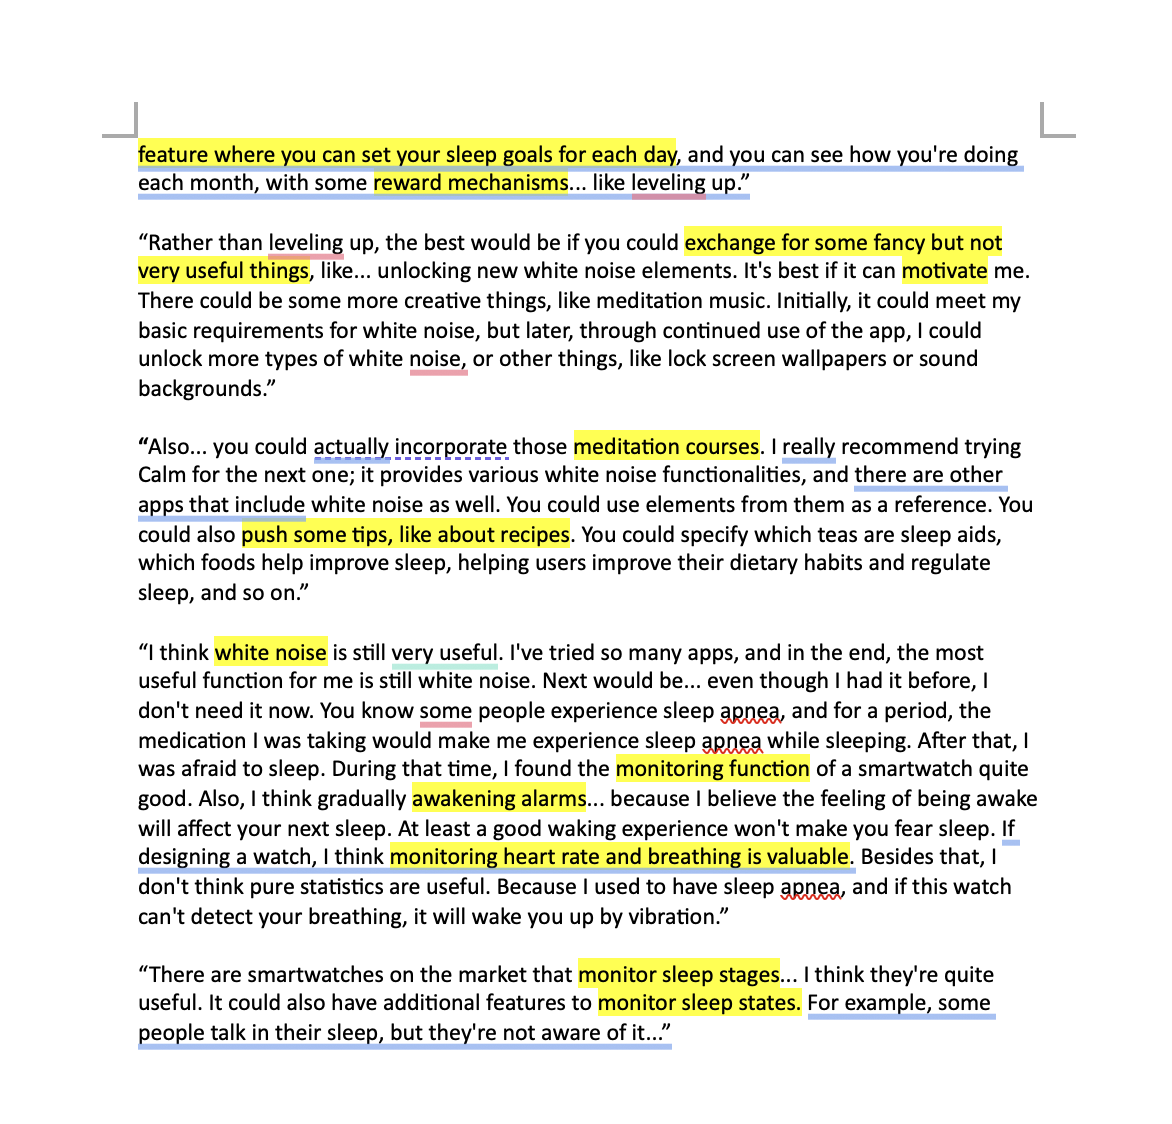 feature where you can set your sleep goals for each day, and you can see how you're doing
each month, with some reward mechanisms... like leveling up.”
“Rather than leveling up, the best would be if you could exchange for some fancy but not
very useful things, like... unlocking new white noise elements. It's best if it can motivate me.
There could be some more creative things, like meditation music. Initially, it could meet my
basic requirements for white noise, but later, through continued use of the app, I could
unlock more types of white noise, or other things, like lock screen wallpapers or sound
backgrounds.”
“Also... you could actually incorporate those meditation courses. I really recommend trying
Calm for the next one; it provides various white noise functionalities, and there are other
apps that include white noise as well. You could use elements from them as a reference. You
could also push some tips, like about recipes. You could specify which teas are sleep aids,
which foods help improve sleep, helping users improve their dietary habits and regulate
sleep, and so on.”
“I think white noise is still very useful. I've tried so many apps, and in the end, the most
useful function for me is still white noise. Next would be... even though I had it before, I
don't need it now. You know some people experience sleep apnea, and for a period, the
medication I was taking would make me experience sleep apnea while sleeping. After that, I
was afraid to sleep. During that time, I found the monitoring function of a smartwatch quite
good. Also, I think gradually awakening alarms... because I believe the feeling of being awake
will affect your next sleep. At least a good waking experience won't make you fear sleep. If
designing a watch, I think monitoring heart rate and breathing is valuable. Besides that, I
don't think pure statistics are useful. Because I used to have sleep apnea, and if this watch
can't detect your breathing, it will wake you up by vibration.”
“There are smartwatches on the market that monitor sleep stages... I think they're quite
useful. It could also have additional features to monitor sleep states. For example, some
people talk in their sleep, but they're not aware of it...”